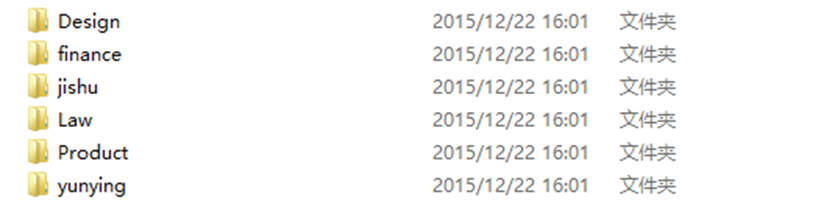 Design 2015/12/22 16:01 文件夹
finance 2015/12/22 16:01 文件夹
jishu 2015/12/22 16:01 文件夹
Law 2015/12/22 16:01 文件夹
Product 2015/12/22 16:01 文件夹
yunying 2015/12/22 16:01 文件夹